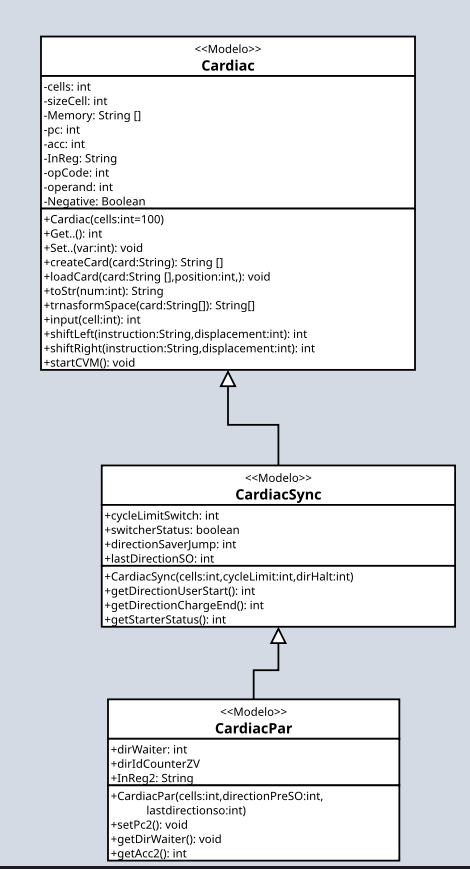 <<Modelo>>
Cardiac
-cells: int
-sizeCell: int
-Memory: String []
-pc: int
-acc: int
-InReg: String
-opCode: int
-operand: int
-Negative: Boolean
+Cardiac(cells:int=100)
+Get..(): int
+Set..(var:int): void
+createCard(card:String): String []
+loadCard(card:String [],position:int,): void
+toStr(num:int): String
+trnasformSpace(card:String[]): String[]
+input(cell:int): int
+shiftLeft(instruction:String,displacement:int): int
+shiftRight(instruction:String,displacement:int): int
+startCVM(): void
<<Modelo>>
CardiacSync
+cycleLimitSwitch: int
+switcherStatus: boolean
+directionSaverJump: int
+lastDirectionSO: int
+CardiacSync(cells:int,cycleLimit:int,dirHalt:int)
+getDirectionUserStart(): int
+getDirectionChargeEnd(): int
+getStarterStatus(): int
<<Modelo>>
CardiacPar
+dirWaiter: int
+dirIdCounterZV
+InReg2: String
+CardiacPar(cells:int,directionPreSO:int,
lastdirectionso:int)
+setPc2(): void
+getDirWaiter(): void
+getAcc2(): int